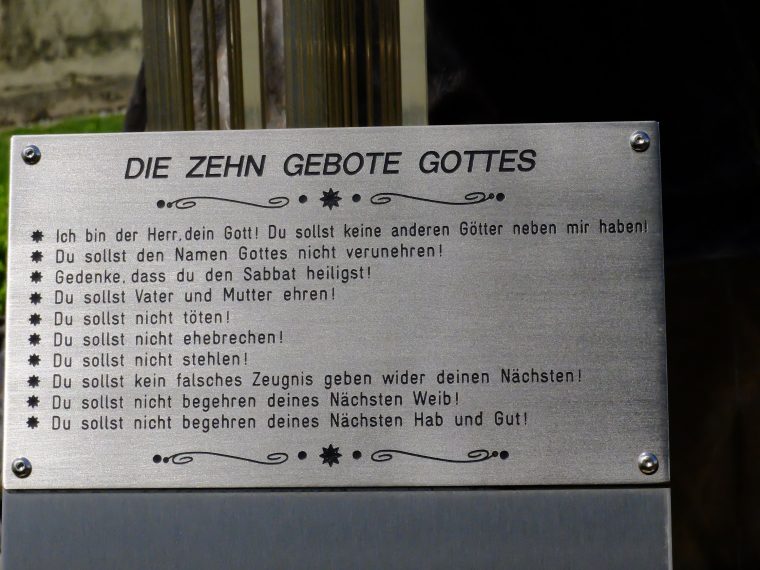 DIE ZEHN GEBOTE GOTTES
Ich bin der Herr, dein Gott! Du sollst keine anderen Götter neben mir haben!
Du sollst den Namen Gottes nicht verunehren!
Gedenke, dass du den Sabbat heiligst!
Du sollst Vater und Mutter ehren!
Du sollst nicht töten!
Du sollst nicht ehebrechen!
Du sollst nicht stehlen!
Du sollst kein falsches Zeugnis geben wider deinen Nächsten!
Du sollst nicht begehren deines Nächsten Weib!
Du sollst nicht begehren deines Nächsten Hab und Gut!